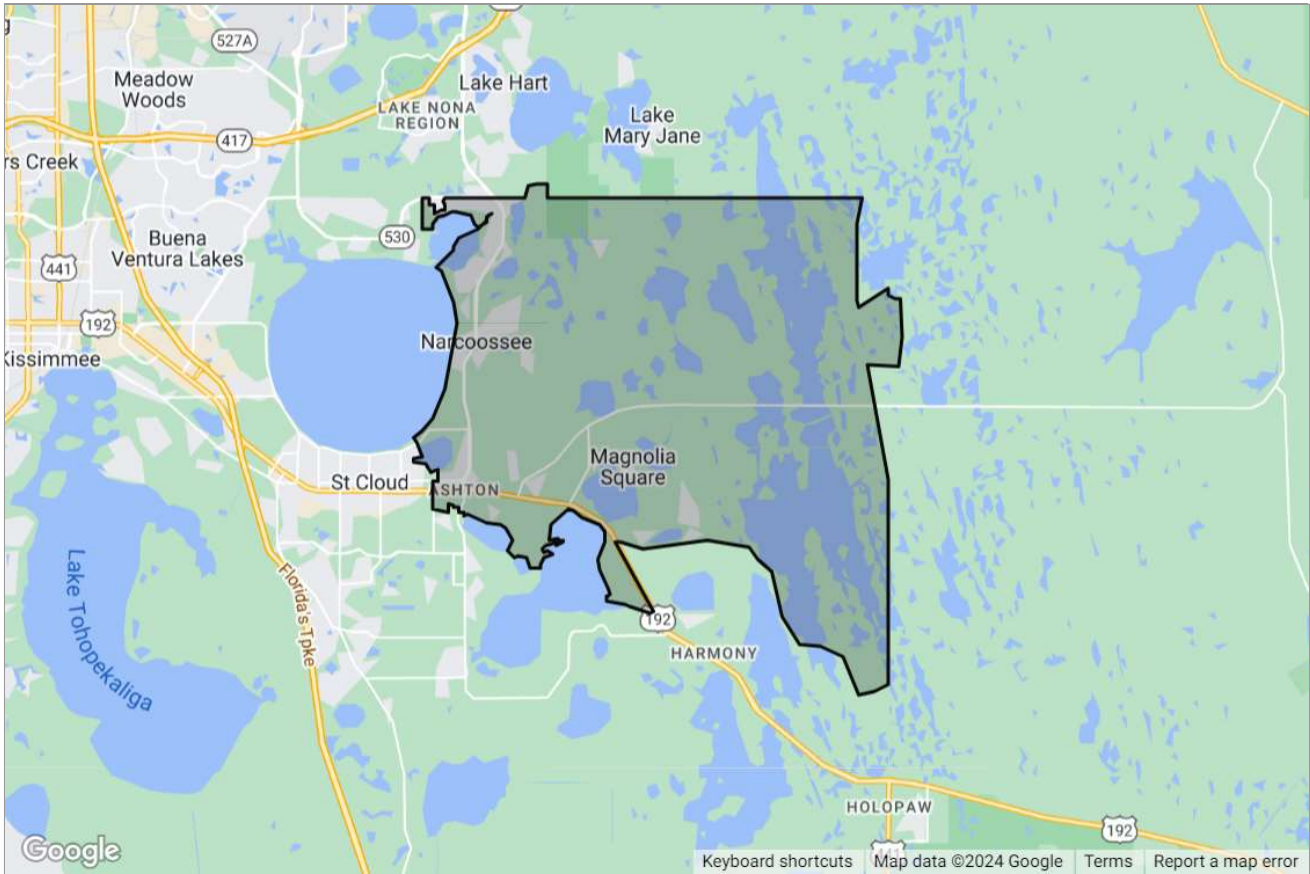 g
527A
Meadow
Woods
Lake Hart
LAKE NONA
REGION
Lake
Mary Jane
417
rs Creek
530
Buena
Ventura Lakes
441
192
Narcoossee
Kissimmee
Magnolia
Square
St Cloud
ASHTON
Lake Tohopekaliga
Florida's Tpke
192
HARMONY
HOLOPAW
192
441
Google
Keyboard shortcuts
Map data ©2024 Google
Terms
Report a map error